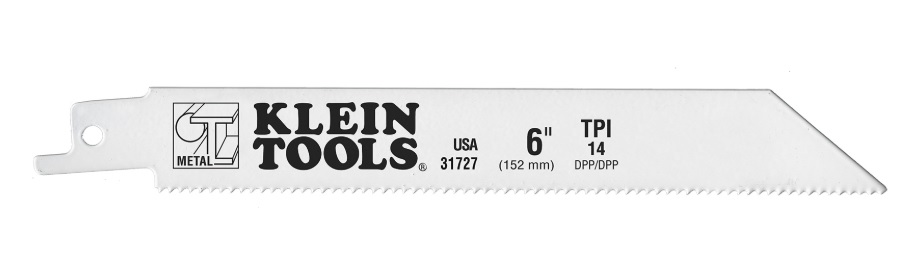 METAL
KLEIN
TOOLS®
USA
31727
6"
(152 mm)
TPI
14
DPP/DPP